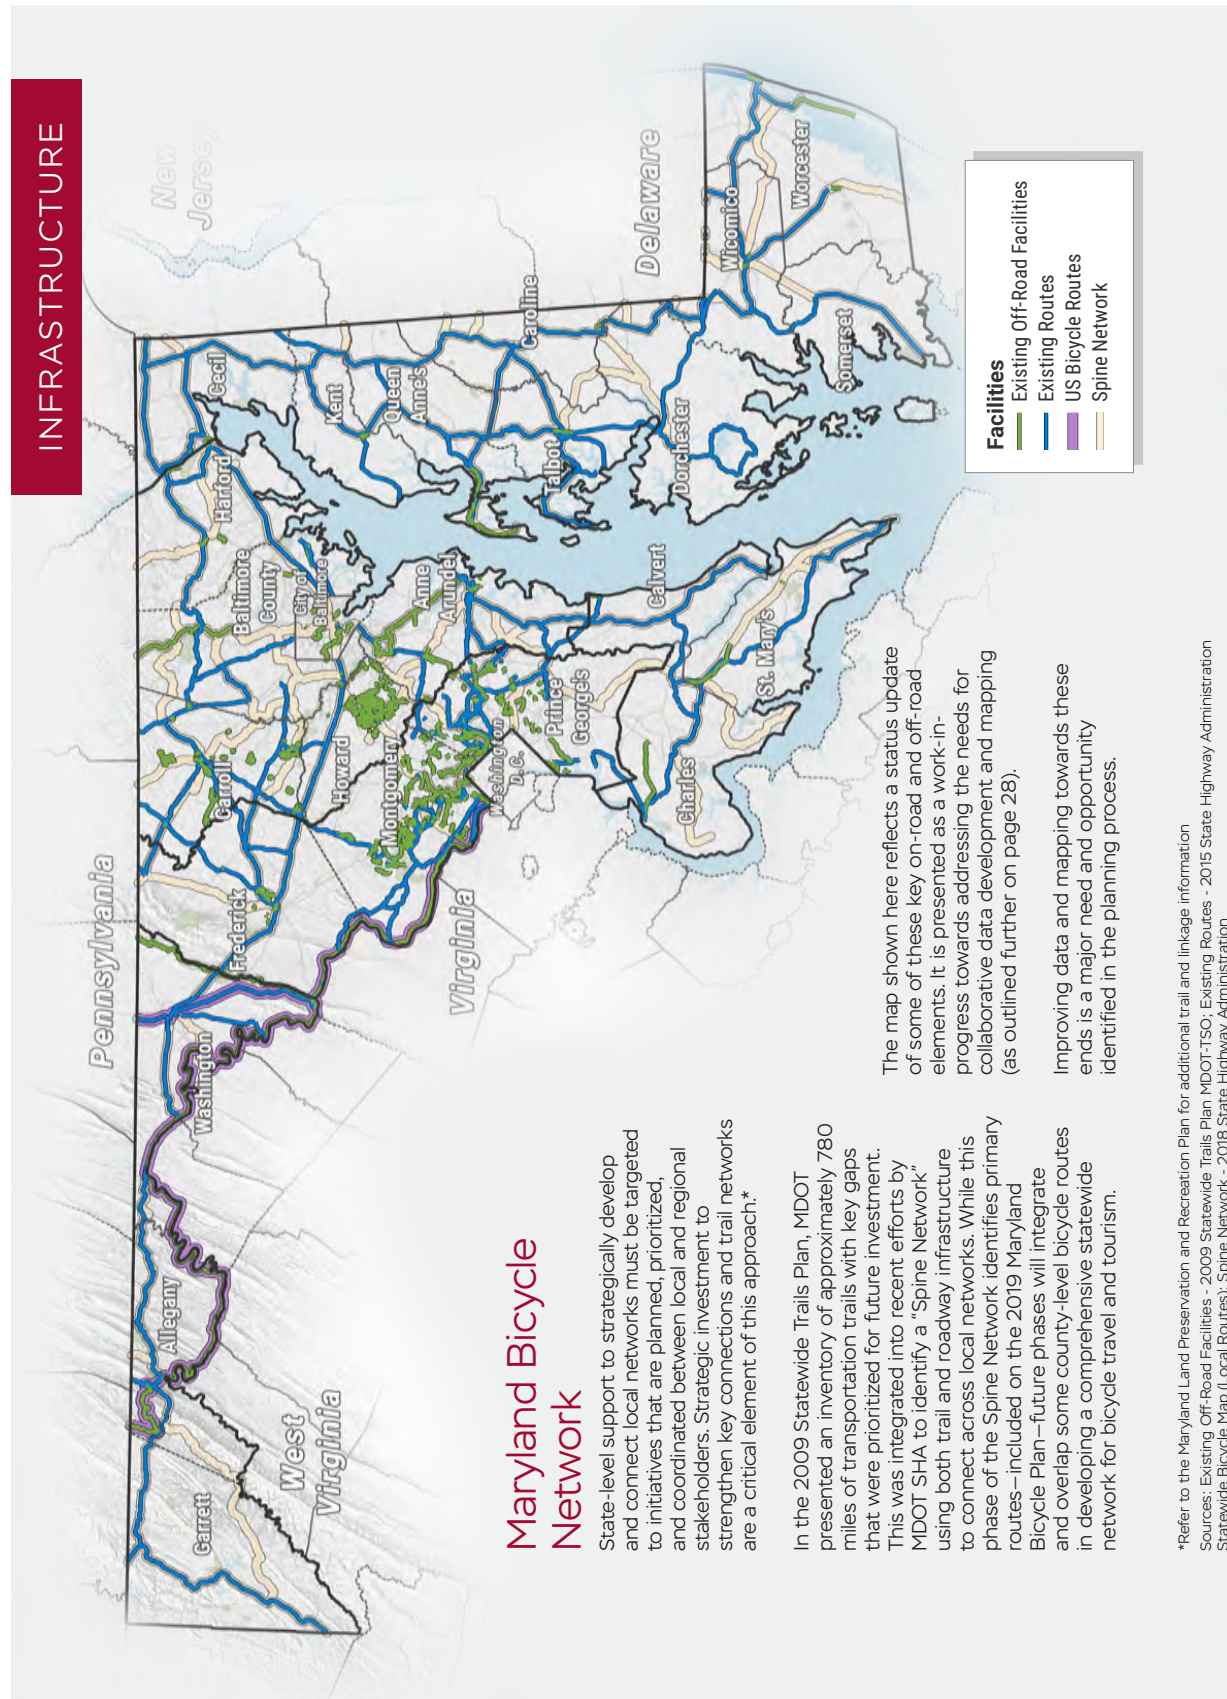 INFRASTRUCTURE
New
Jersey
Pennsylvania
Delaware
Virginia
West
Virginia
Garrett
Allegany
Washington
Frederick
Carroll
Baltimore
County
City of
Baltimore
Harford
Cecil
Kent
Queen
Anne's
Caroline
Howard
Montgomery
Anne
Arundel
Washington
D.C.
Prince
George's
Talbot
Charles
Calvert
St. Mary's
Dorchester
Wicomico
Worcester
Somerset
Facilities
Existing Off-Road Facilities
Existing Routes
US Bicycle Routes
Spine Network
Maryland Bicycle
Network
State-level support to strategically develop
and connect local networks must be targeted
to initiatives that are planned, prioritized,
and coordinated between local and regional
stakeholders. Strategic investment to
strengthen key connections and trail networks
are a critical element of this approach.*
In the 2009 Statewide Trails Plan, MDOT
presented an inventory of approximately 780
miles of transportation trails with key gaps
that were prioritized for future investment.
This was integrated into recent efforts by
MDOT SHA to identify a “Spine Network”
using both trail and roadway infrastructure
to connect across local networks. While this
phase of the Spine Network identifies primary
routes—included on the 2019 Maryland
Bicycle Plan—future phases will integrate
and overlap some county-level bicycle routes
in developing a comprehensive statewide
network for bicycle travel and tourism.
The map shown here reflects a status update
of some of these key on-road and off-road
elements. It is presented as a work-in-
progress towards addressing the needs for
collaborative data development and mapping
(as outlined further on page 28).
Improving data and mapping towards these
ends is a major need and opportunity
identified in the planning process.
*Refer to the Maryland Land Preservation and Recreation Plan for additional trail and linkage information
Sources: Existing Off-Road Facilities - 2009 Statewide Trails Plan MDOT-TSO; Existing Routes - 2015 State Highway Administration
Statewide Bicycle Map (Local Routes); Spine Network - 2018 State Highway Administration